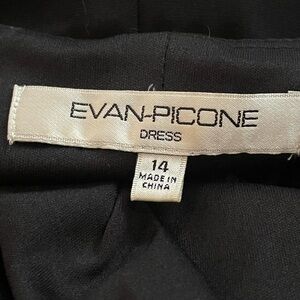 EVAN-PICONE
DRESS
14
MADE IN
CHINA